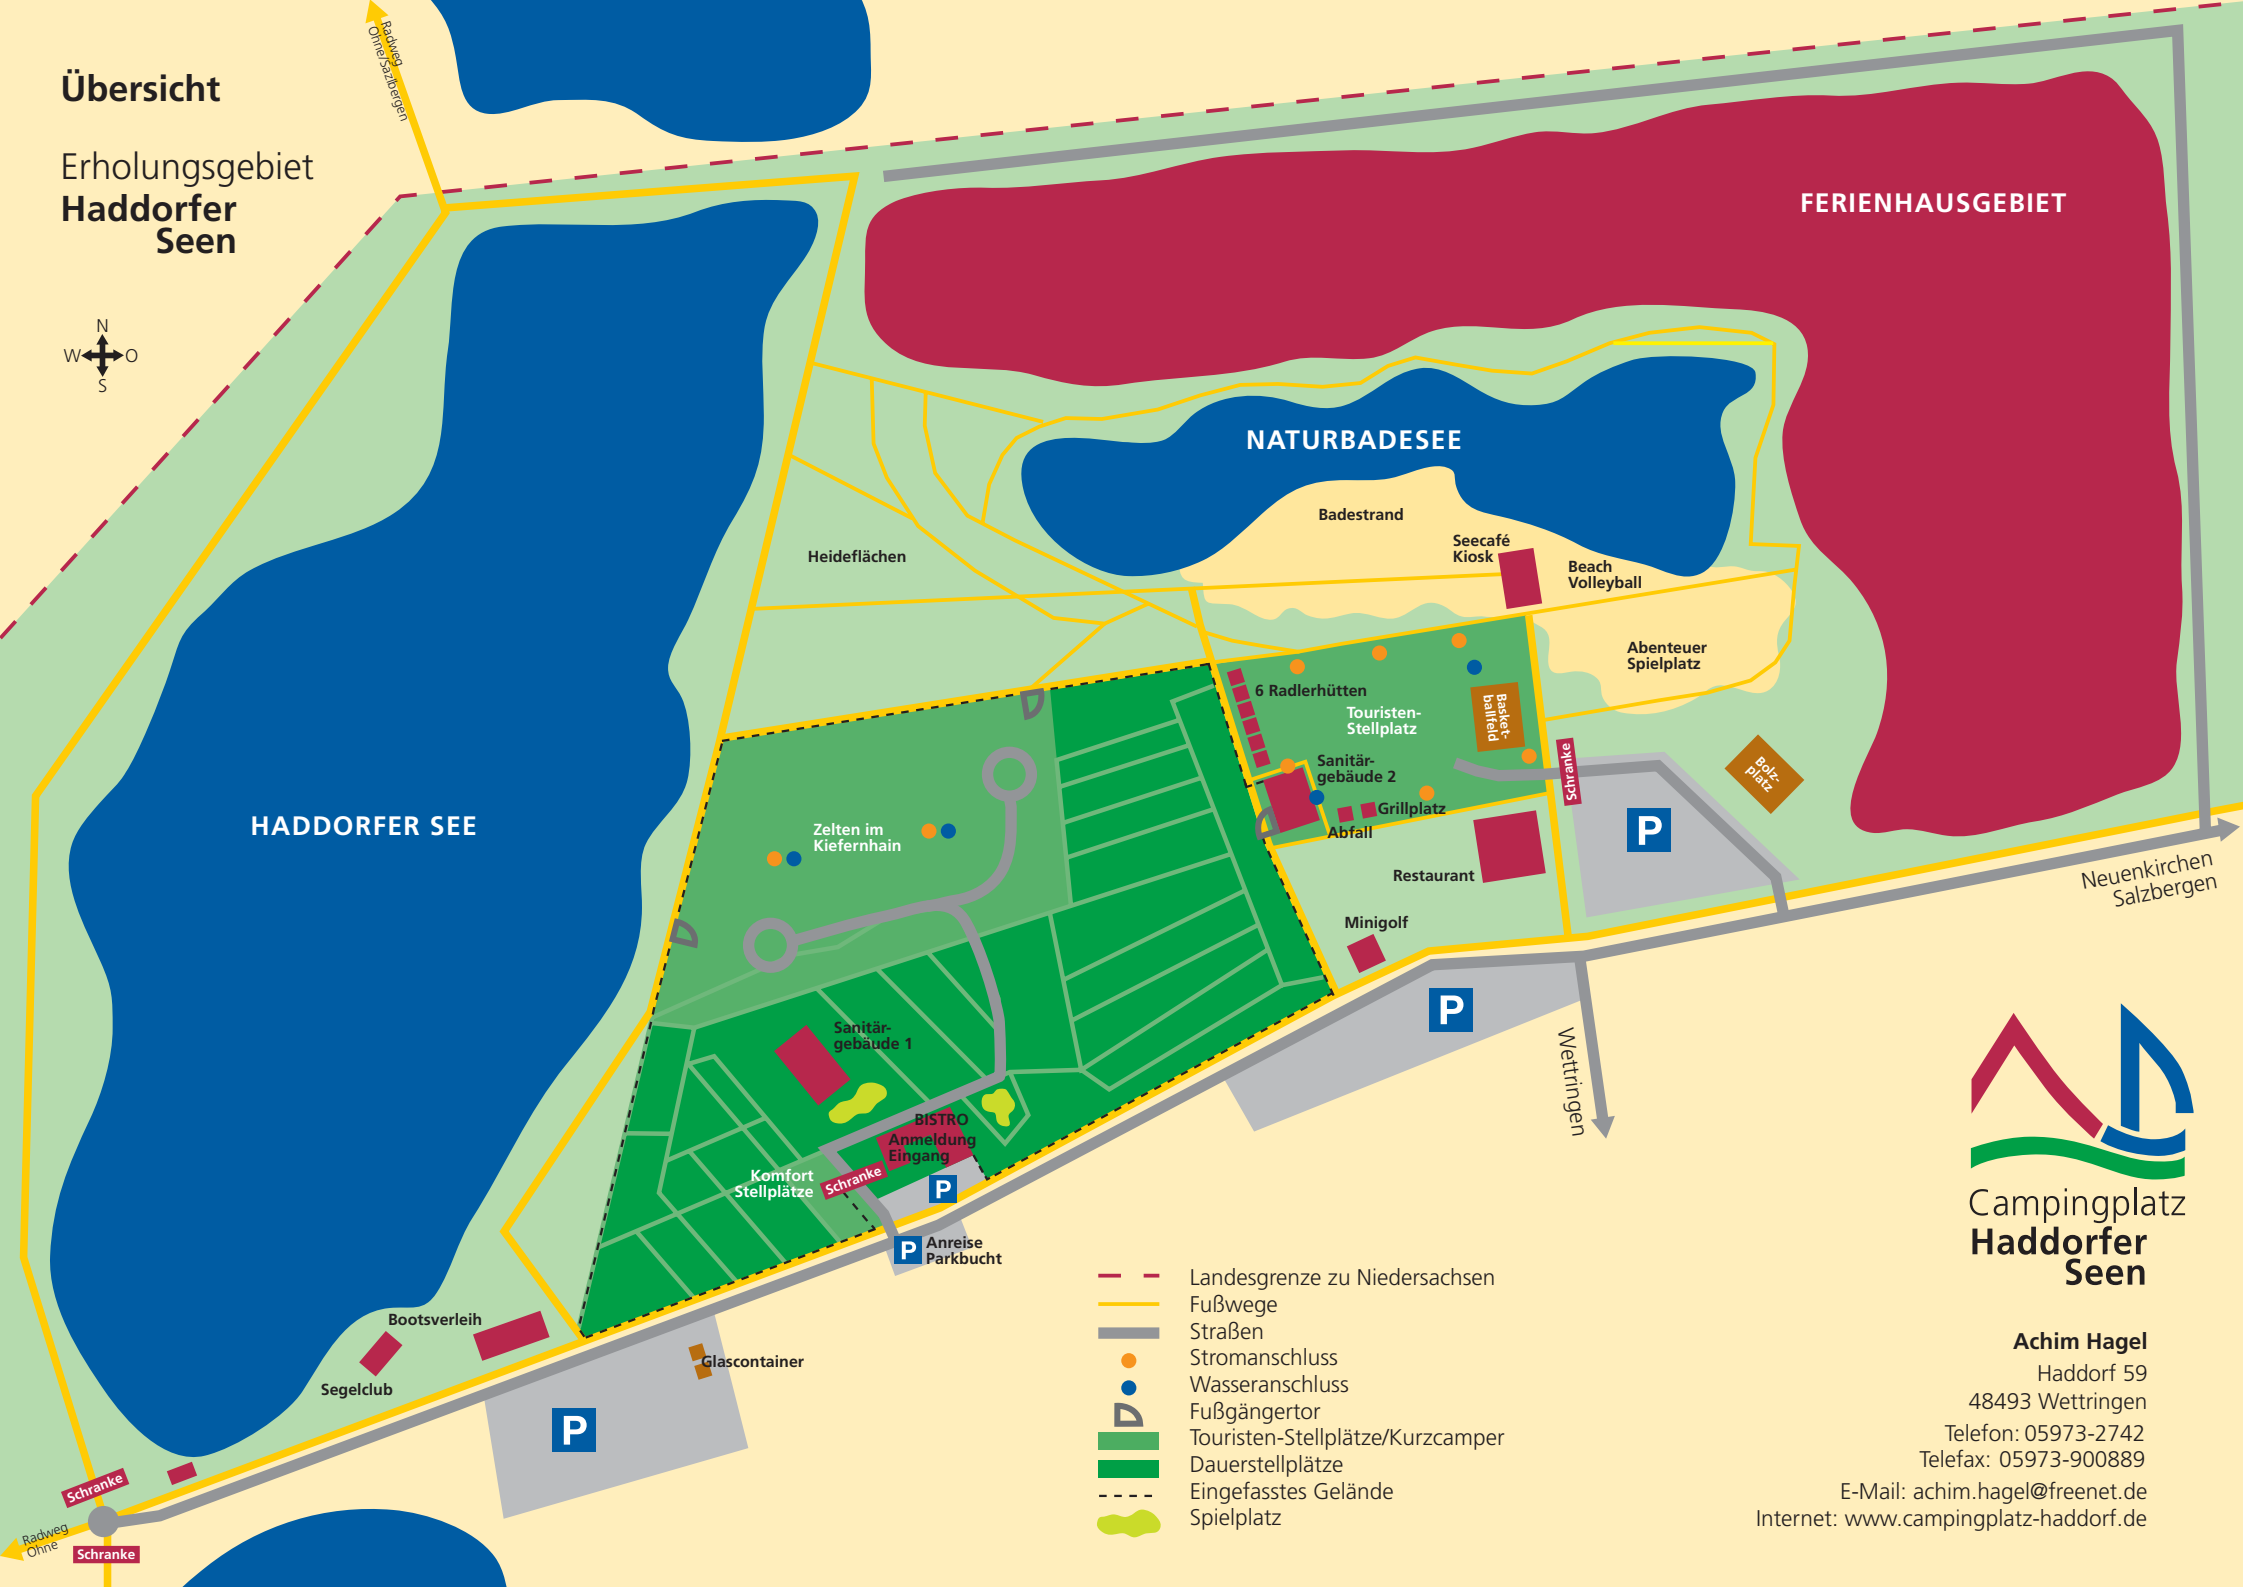 Radweg
Ohne/Sazlbergen
Übersicht
Erholungsgebiet
Haddorfer
Seen
N
W
O
S
FERIENHAUSGEBIET
NATURBADESEE
Badestrand
Seecafé
Kiosk
Beach
Volleyball
Heideflächen
Abenteuer
Spielplatz
6 Radlerhütten
Touristen-
Stellplatz
Basket-
ballfeld
Schranke
Bolz-
platz
Sanitär-
gebäude 2
Grillplatz
Abfall
P
HADDORFER SEE
Zelten im
Kiefernhain
Restaurant
Neuenkirchen
Salzbergen
Minigolf
P
Wettringen
Sanitär-
gebäude 1
BISTRO
Anmeldung
Eingang
Komfort
Stellplätze
Schranke
P
P
Anreise
Parkbucht
Bootsverleih
Segelclub
Glascontainer
P
Schranke
Radweg
Ohne
Schranke
Landesgrenze zu Niedersachsen
Fußwege
Straßen
Stromanschluss
Wasseranschluss
Fußgängertor
Touristen-Stellplätze/Kurzcamper
Dauerstellplätze
Eingefasstes Gelände
Spielplatz
Campingplatz
Haddorfer
Seen
Achim Hagel
Haddorf 59
48493 Wettringen
Telefon: 05973-2742
Telefax: 05973-900889
E-Mail: achim.hagel@freenet.de
Internet: www.campingplatz-haddorf.de